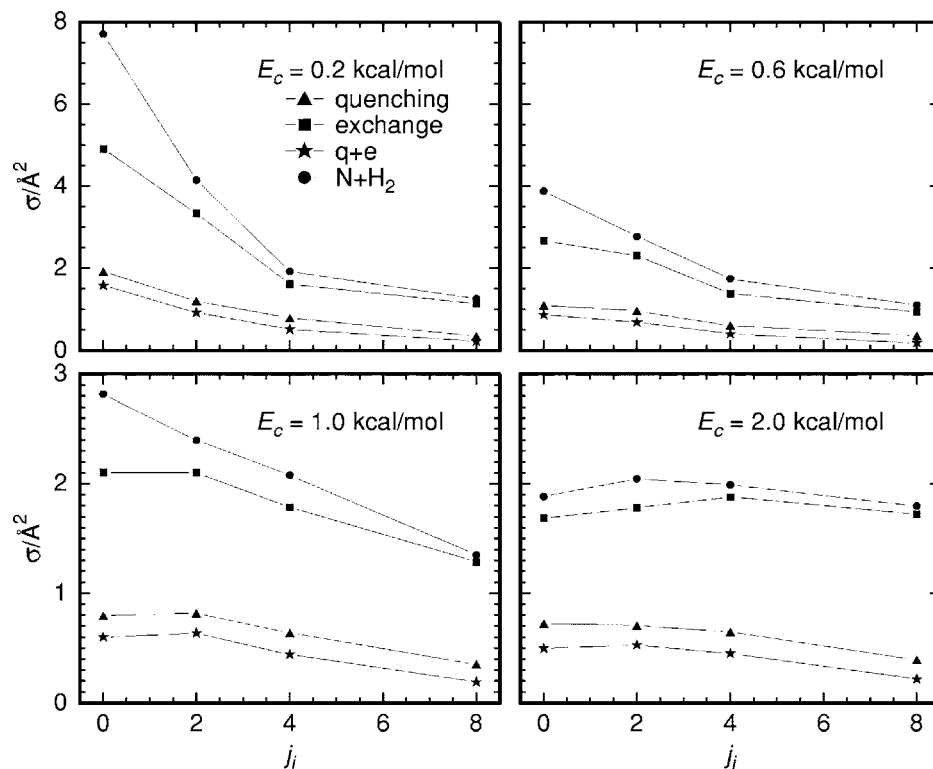 8
6
4
2
0
σ/Å²
E_c = 0.2 kcal/mol
quenching
exchange
q+e
N+H₂
E_c = 0.6 kcal/mol
3
2
1
0
σ/Å²
E_c = 1.0 kcal/mol
E_c = 2.0 kcal/mol
0 2 4 6 8
0 2 4 6 8
j_i
j_i